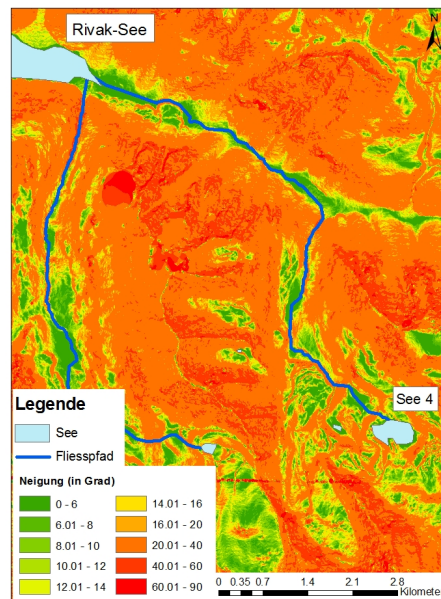 Rivak-See
N
See 4
Legende
See
Fliesspfad
Neigung (in Grad)
0 - 6
6.01 - 8
8.01 - 10
10.01 - 12
12.01 - 14
14.01 - 16
16.01 - 20
20.01 - 40
40.01 - 60
60.01 - 90
0 0.35 0.7 1.4 2.1 2.8
Kilomete